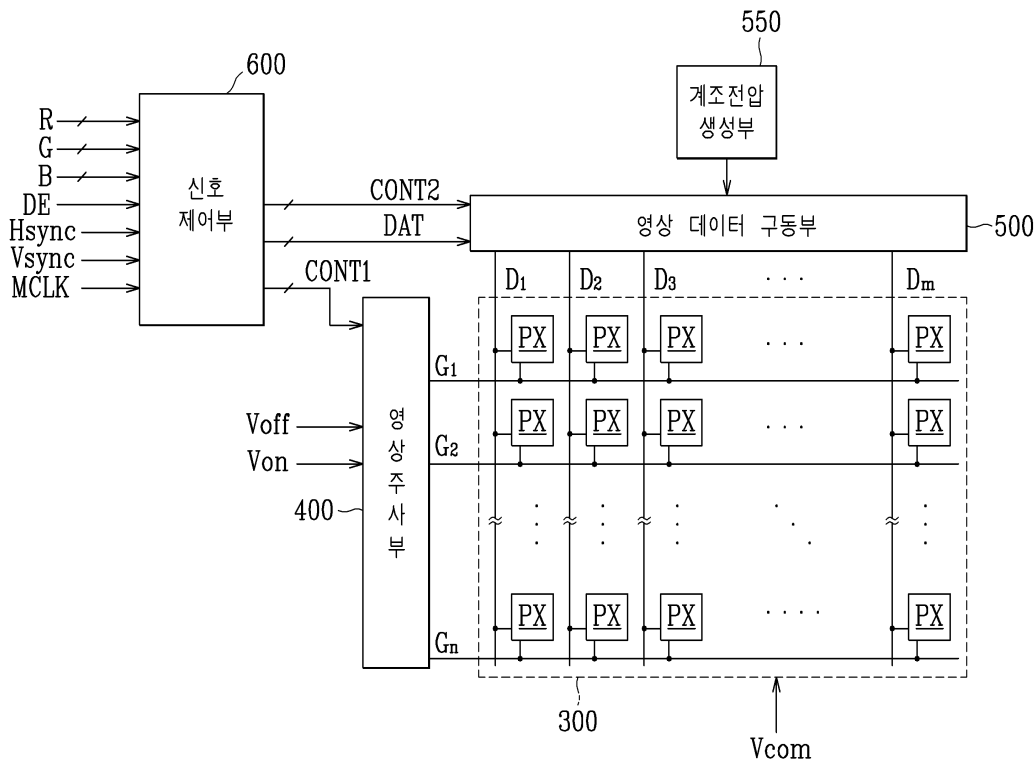 550
600
계조전압
생성부
R
G
B
DE
Hsync
Vsync
MCLK
신호
제어부
CONT2
DAT
CONT1
영상 데이터 구동부
500
D1 D2 D3 · · · Dm
PX PX PX · · · PX
G1
Voff
Von
영상주사부
PX PX PX · · · PX
G2
400
PX PX PX · · · · PX
Gn
300
Vcom